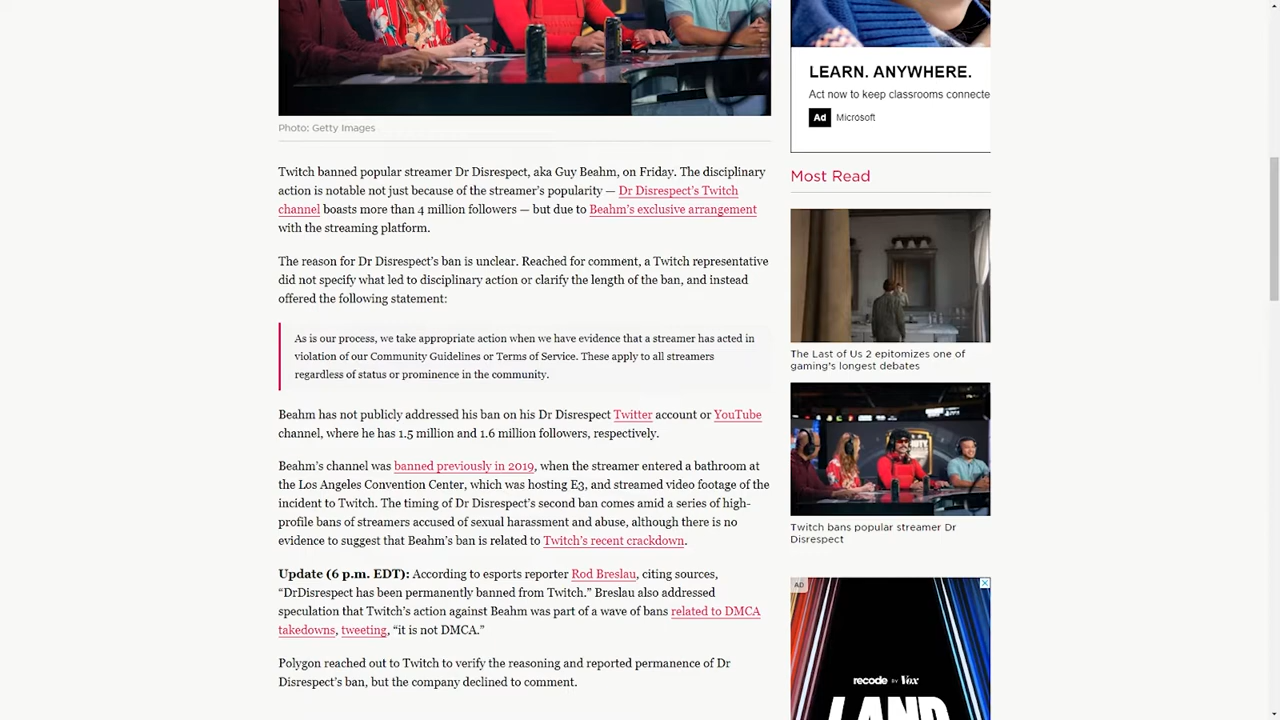 LEARN. ANYWHERE.
Act now to keep classrooms connecte
Ad Microsoft
Photo: Getty Images
Twitch banned popular streamer Dr Disrespect, aka Guy Beahm, on Friday. The disciplinary
action is notable not just because of the streamer's popularity — Dr Disrespect's Twitch
channel boasts more than 4 million followers — but due to Beahm's exclusive arrangement
with the streaming platform.
The reason for Dr Disrespect's ban is unclear. Reached for comment, a Twitch representative
did not specify what led to disciplinary action or clarify the length of the ban, and instead
offered the following statement:
As is our process, we take appropriate action when we have evidence that a streamer has acted in
violation of our Community Guidelines or Terms of Service. These apply to all streamers
regardless of status or prominence in the community.
Beahm has not publicly addressed his ban on his Dr Disrespect Twitter account or YouTube
channel, where he has 1.5 million and 1.6 million followers, respectively.
Beahm's channel was banned previously in 2019, when the streamer entered a bathroom at
the Los Angeles Convention Center, which was hosting E3, and streamed video footage of the
incident to Twitch. The timing of Dr Disrespect's second ban comes amid a series of high-
profile bans of streamers accused of sexual harassment and abuse, although there is no
evidence to suggest that Beahm's ban is related to Twitch's recent crackdown.
Update (6 p.m. EDT): According to esports reporter Rod Breslau, citing sources,
“DrDisrespect has been permanently banned from Twitch.” Breslau also addressed
speculation that Twitch's action against Beahm was part of a wave of bans related to DMCA
takedowns, tweeting, “it is not DMCA.”
Polygon reached out to Twitch to verify the reasoning and reported permanence of Dr
Disrespect's ban, but the company declined to comment.
Most Read
The Last of Us 2 epitomizes one of
gaming's longest debates
Twitch bans popular streamer Dr
Disrespect
AD
recode BY Vox
LAND